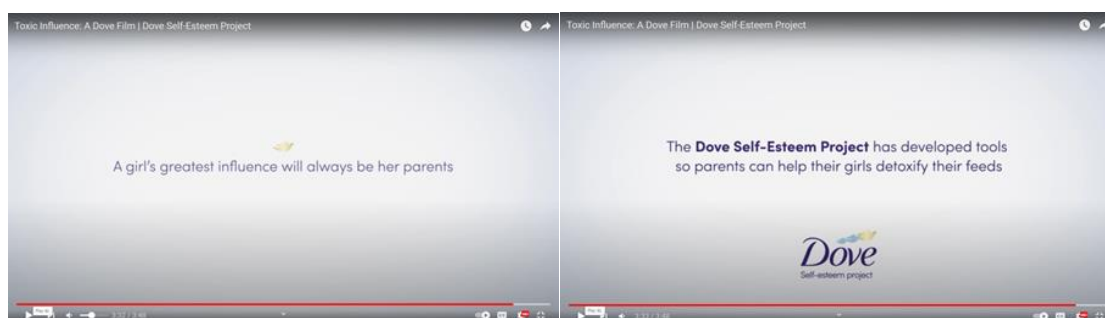 Toxic Influence: A Dove Film | Dove Self-Esteem Project
A girl's greatest influence will always be her parents
Toxic Influence: A Dove Film | Dove Self-Esteem Project
The Dove Self-Esteem Project has developed tools
so parents can help their girls detoxify their feeds
Dove
Self-esteem project